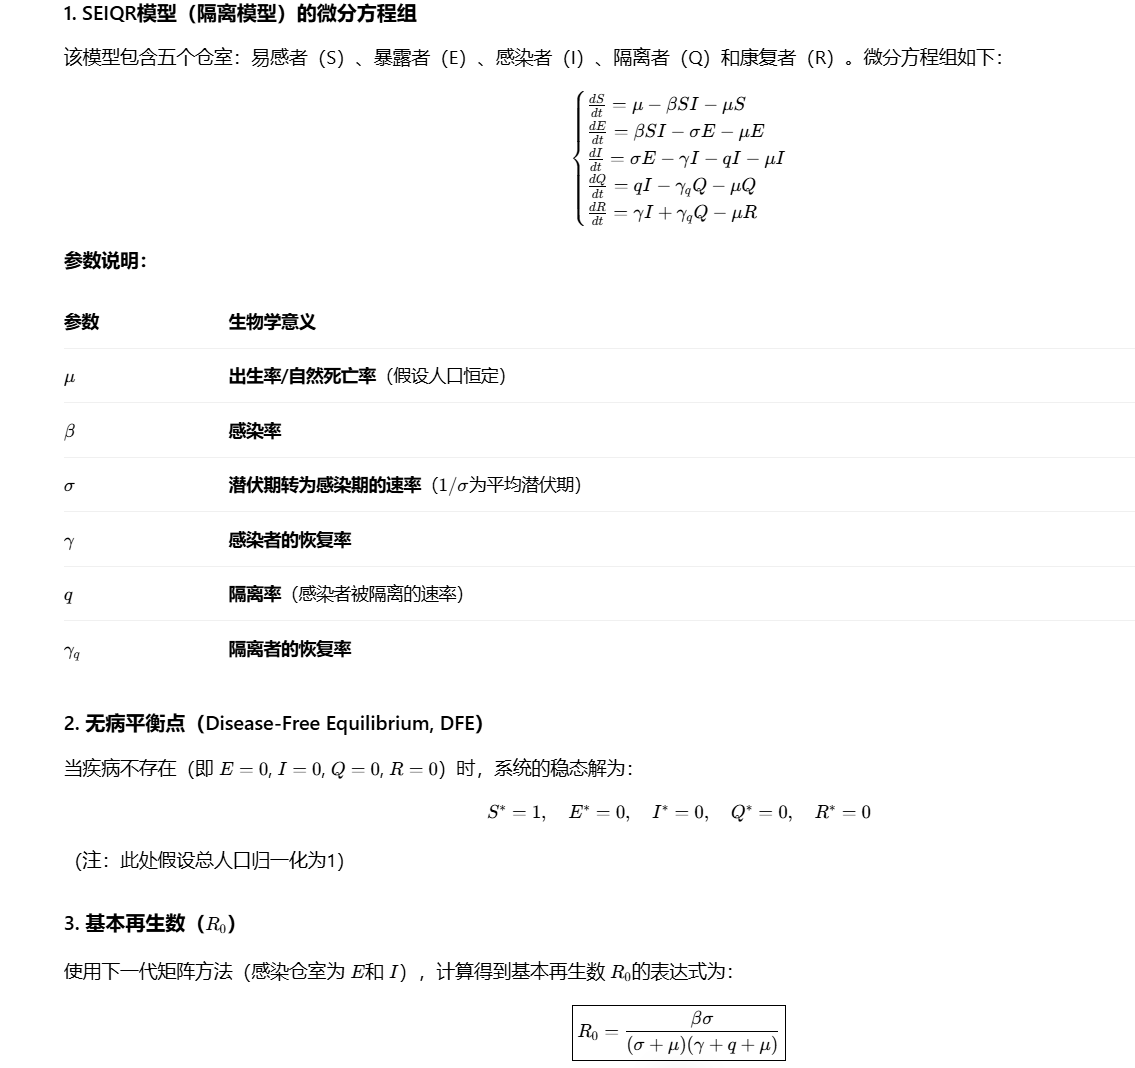 1. SEIQR模型（隔离模型）的微分方程组
该模型包含五个仓室：易感者（S）、暴露者（E）、感染者（I）、隔离者（Q）和康复者（R）。微分方程组如下：
dS/dt = μ − βSI − μS
dE/dt = βSI − σE − μE
dI/dt = σE − γI − qI − μI
dQ/dt = qI − γ_qQ − μQ
dR/dt = γI + γ_qQ − μR
参数说明：
参数 生物学意义
μ 出生率/自然死亡率（假设人口恒定）
β 感染率
σ 潜伏期转为感染期的速率（1/σ为平均潜伏期）
γ 感染者的恢复率
q 隔离率（感染者被隔离的速率）
γ_q 隔离者的恢复率
2. 无病平衡点（Disease-Free Equilibrium, DFE）
当疾病不存在（即 E = 0, I = 0, Q = 0, R = 0）时，系统的稳态解为：
S* = 1, E* = 0, I* = 0, Q* = 0, R* = 0
（注：此处假设总人口归一化为1）
3. 基本再生数（R₀）
使用下一代矩阵方法（感染仓室为 E和 I），计算得到基本再生数 R₀的表达式为：
R₀ = βσ / (σ + μ)(γ + q + μ)